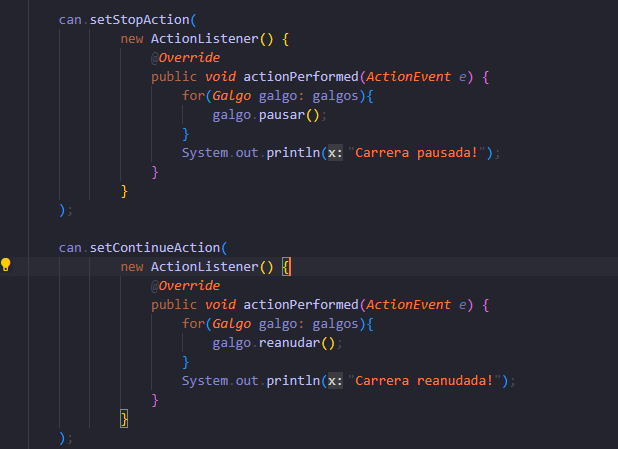 can.setStopAction(
new ActionListener() {
@Override
public void actionPerformed(ActionEvent e) {
for(Galgo galgo: galgos){
galgo.pausar();
}
System.out.println(x: "Carrera pausada!");
}
}
);
can.setContinueAction(
new ActionListener() {
@Override
public void actionPerformed(ActionEvent e) {
for(Galgo galgo: galgos){
galgo.reanudar();
}
System.out.println(x: "Carrera reanudada!");
}
}
);